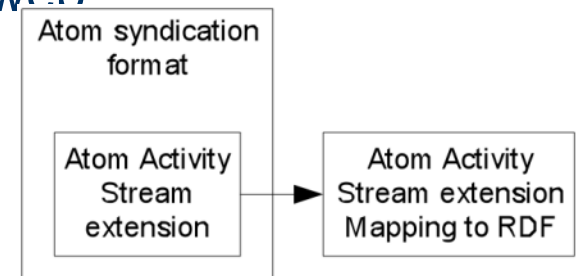 Atom syndication
format
Atom Activity
Stream
extension
Atom Activity
Stream extension
Mapping to RDF